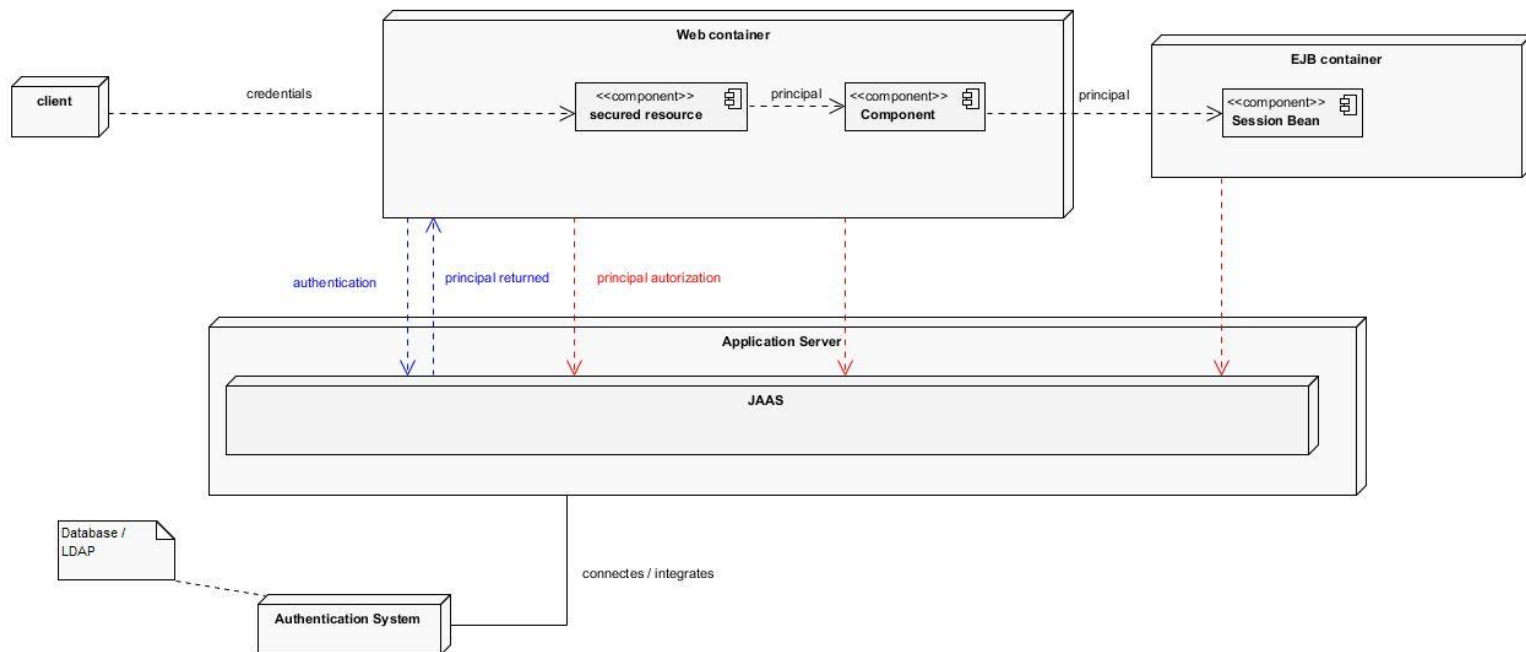 Web container
EJB container
client
credentials
<<component>>
secured resource
principal
<<component>>
Component
principal
<<component>>
Session Bean
authentication
principal returned
principal autorization
Application Server
JAAS
Database /
LDAP
connectes / integrates
Authentication System